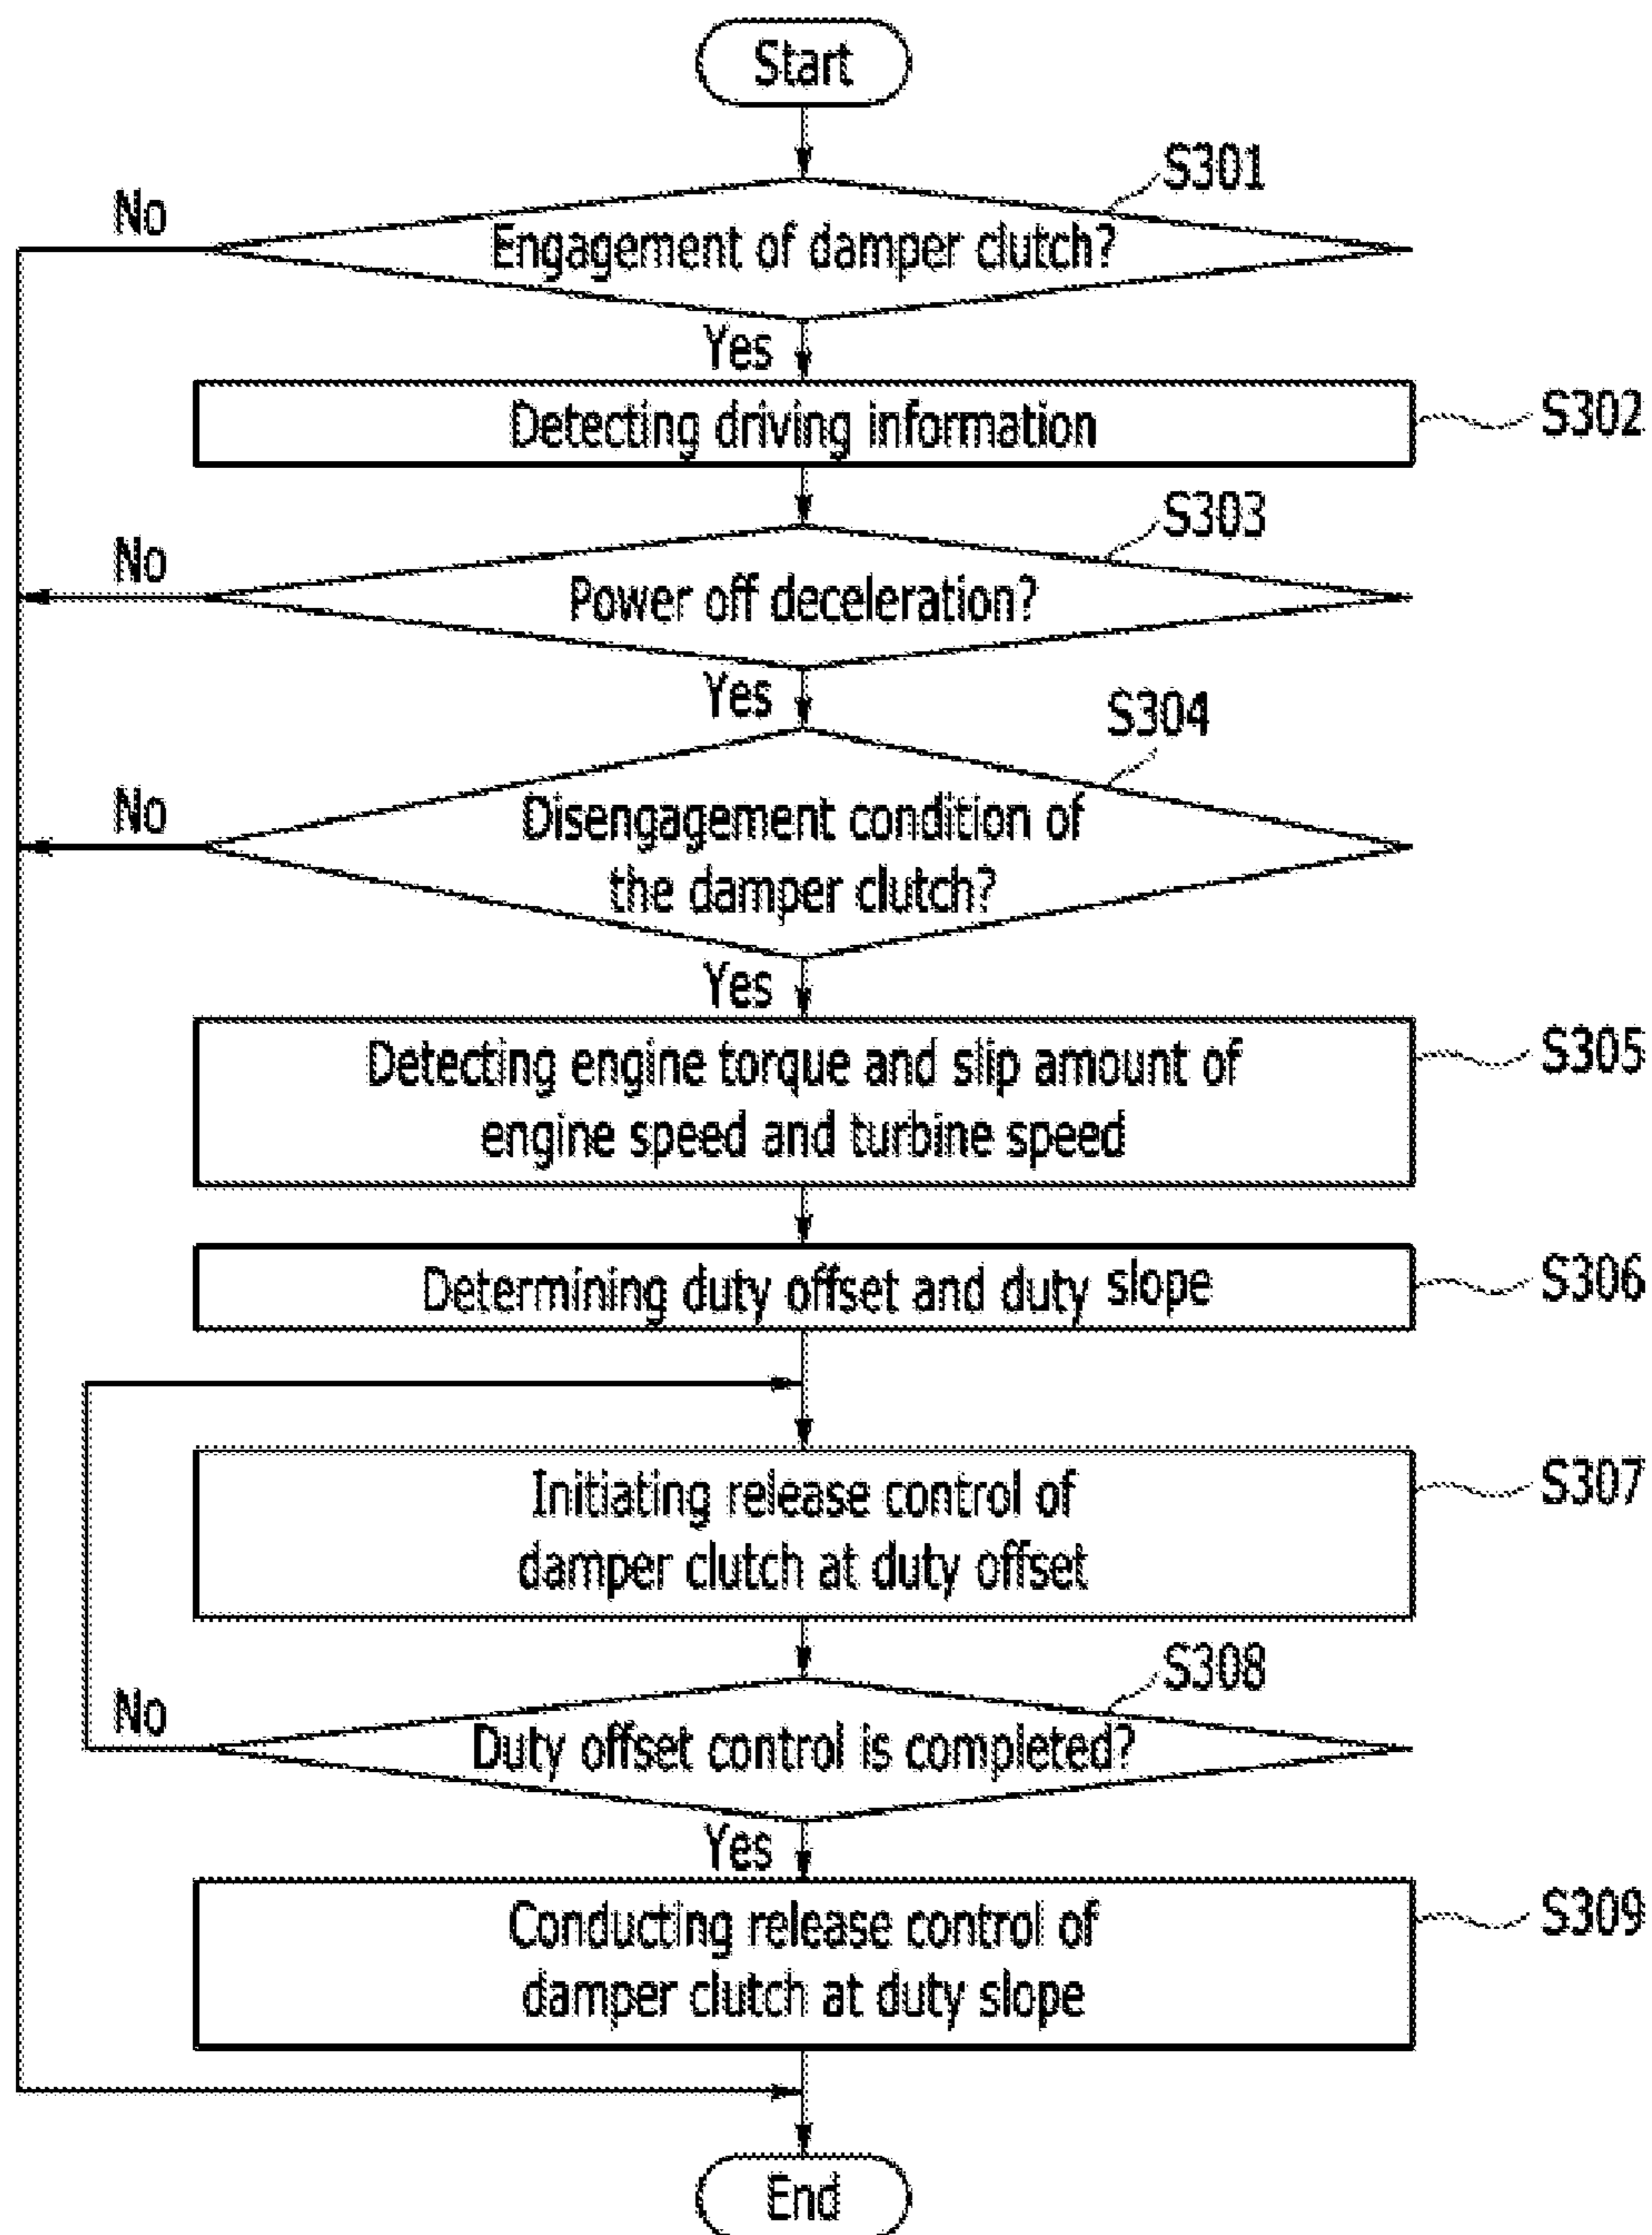 Start
S301
No
Engagement of damper clutch?
Yes
Detecting driving information
S302
S303
No
Power off deceleration?
Yes
S304
No
Disengagement condition of
the damper clutch?
Yes
Detecting engine torque and slip amount of
engine speed and turbine speed
S305
Determining duty offset and duty slope
S306
Initiating release control of
damper clutch at duty offset
S307
S308
No
Duty offset control is completed?
Yes
Conducting release control of
damper clutch at duty slope
S309
End